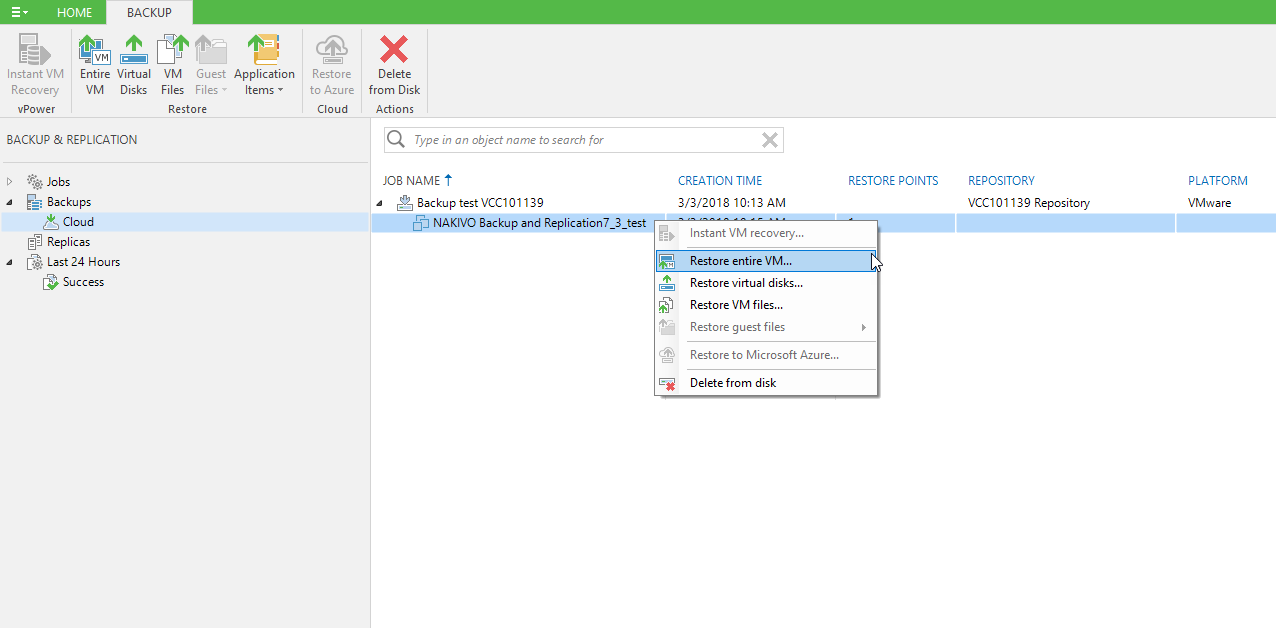 HOME
BACKUP
Instant VM Recovery
Entire VM
Virtual Disks
VM Files
Guest Files
Application Items
Restore to Azure
Delete from Disk
vPower
Restore
Cloud
Actions
BACKUP & REPLICATION
Type in an object name to search for
Jobs
Backups
Cloud
Replicas
Last 24 Hours
Success
JOB NAME CREATION TIME RESTORE POINTS REPOSITORY PLATFORM
Backup test VCC101139 3/3/2018 10:13 AM VCC101139 Repository VMware
NAKIVO Backup and Replication7_3_test
Instant VM recovery...
Restore entire VM...
Restore virtual disks...
Restore VM files...
Restore guest files
Restore to Microsoft Azure...
Delete from disk